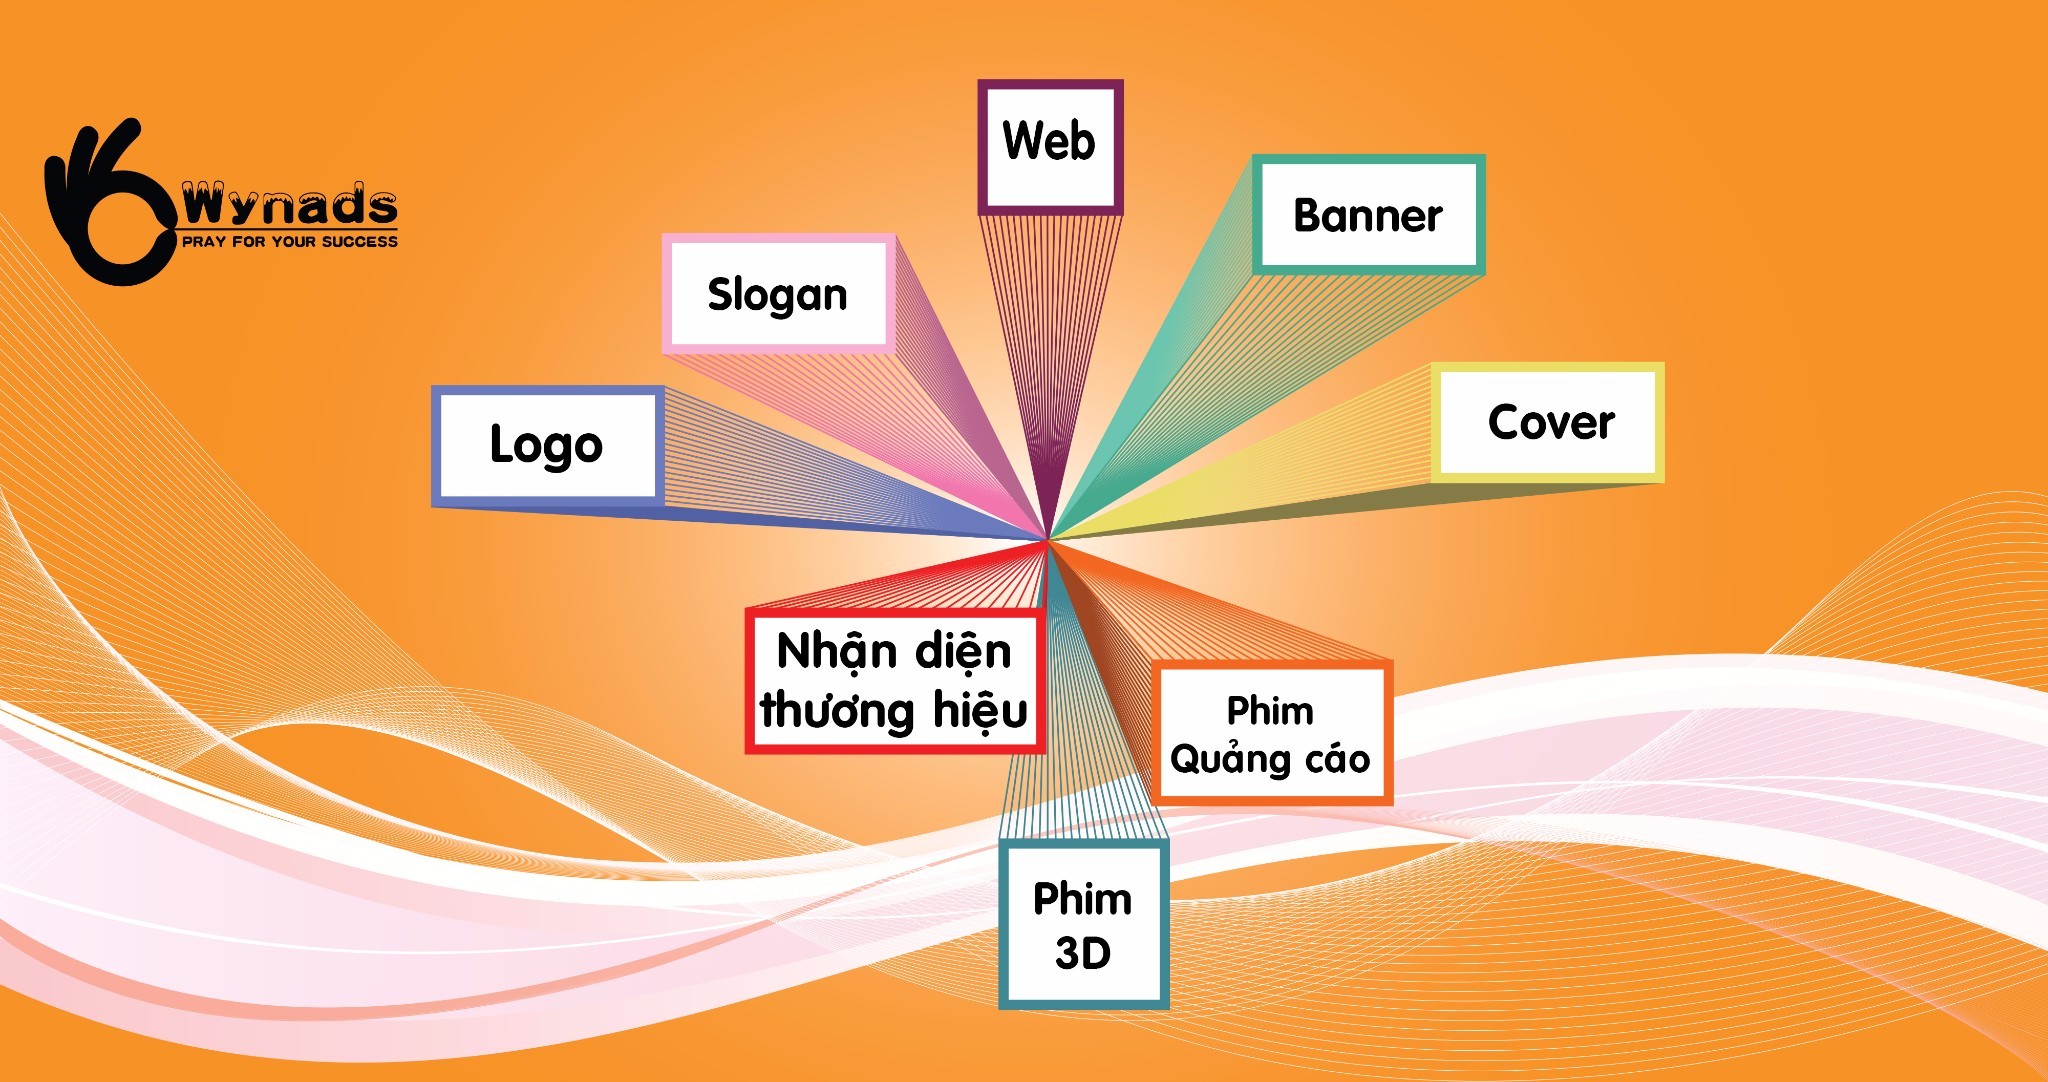 Wynads
PRAY FOR YOUR SUCCESS
Web
Banner
Slogan
Cover
Logo
Nhận diện
thương hiệu
Phim
Quảng cáo
Phim
3D